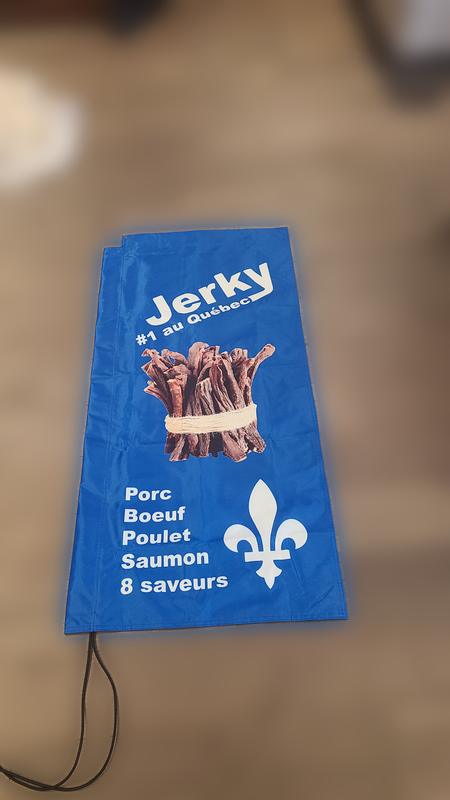 Jerky
#1 au Québec
Porc
Boeuf
Poulet
Saumon
8 saveurs